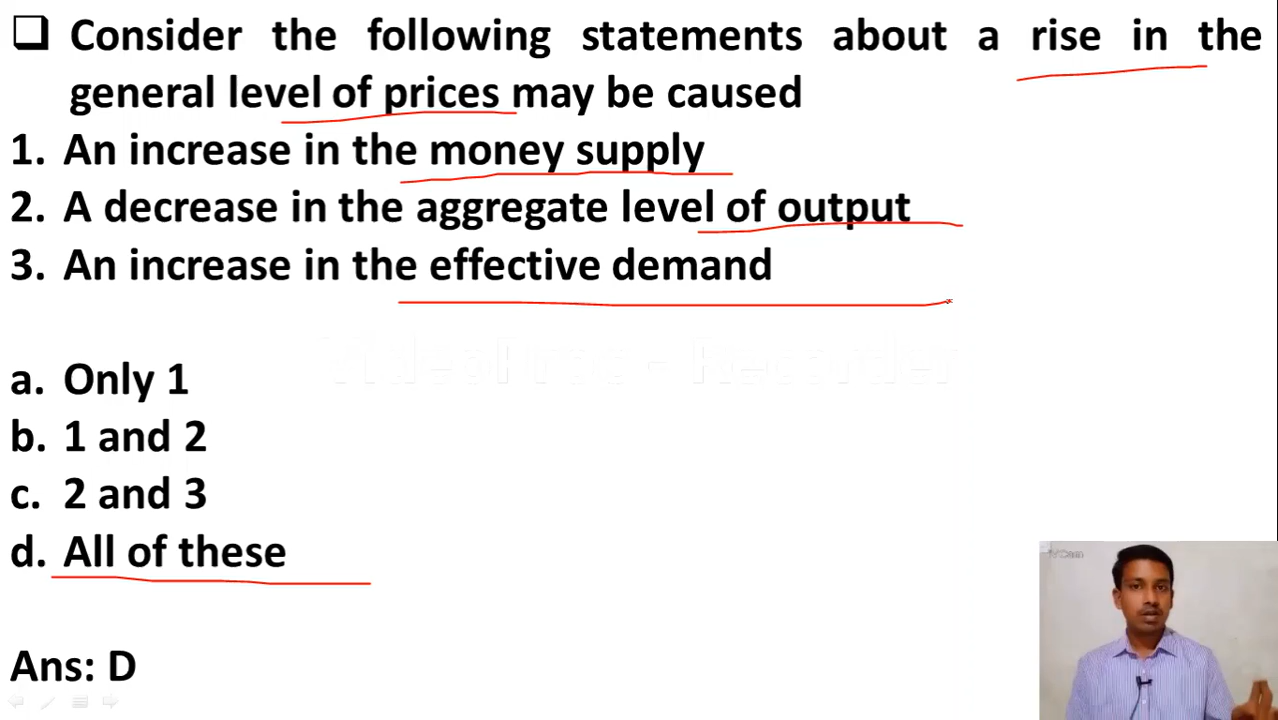 ❑ Consider the following statements about a rise in the
general level of prices may be caused
1. An increase in the money supply
2. A decrease in the aggregate level of output
3. An increase in the effective demand
VideoProc - Recorder
a. Only 1
b. 1 and 2
c. 2 and 3
d. All of these
Ans: D